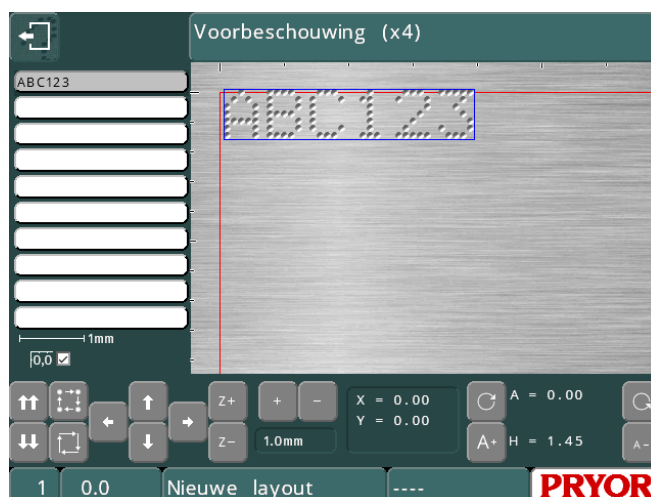 Voorbeschouwing (x4)
ABC123
ABC123
1mm
0,0
Z+
+
-
X = 0.00
A = 0.00
Y = 0.00
Z-
1.0mm
A+
H = 1.45
A-
1
0.0
Nieuwe layout
----
PRYOR